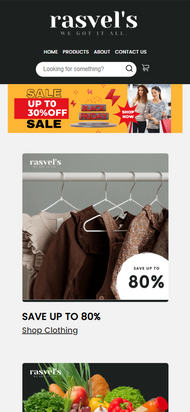 rasvel's
WE GOT IT ALL.
HOME PRODUCTS ABOUT CONTACT US
Looking for something?
SALE
UP TO
30%OFF
SALE
SHOP
NOW
rasvel's
SAVE UP TO
80%
SAVE UP TO 80%
Shop Clothing
rasvel's